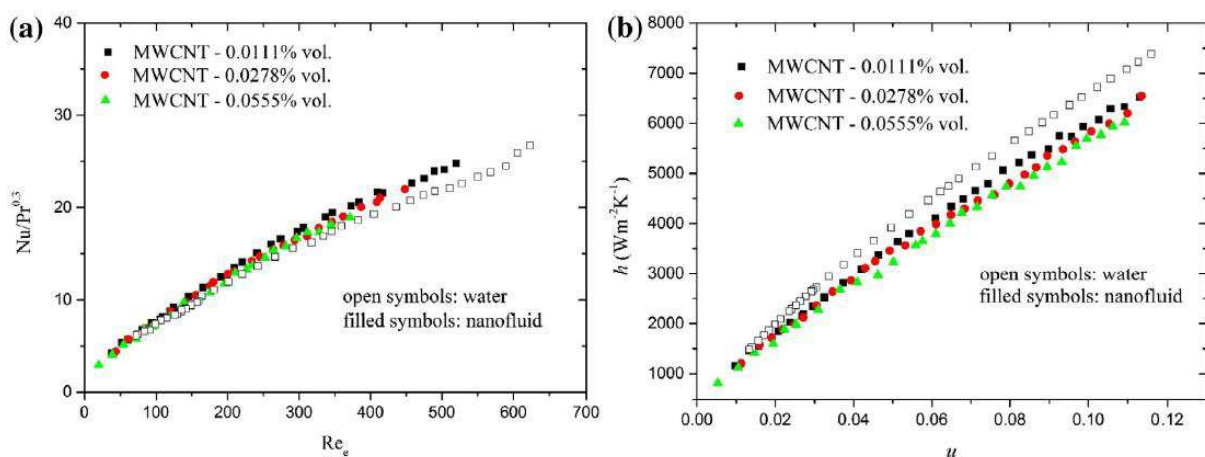 (a)
40
30
20
10
0
Nu/Pr^0.3
MWCNT - 0.0111% vol.
MWCNT - 0.0278% vol.
MWCNT - 0.0555% vol.
open symbols: water
filled symbols: nanofluid
0 100 200 300 400 500 600 700
Re_e
(b)
8000
7000
6000
5000
4000
3000
2000
1000
h (Wm^-2K^-1)
MWCNT - 0.0111% vol.
MWCNT - 0.0278% vol.
MWCNT - 0.0555% vol.
open symbols: water
filled symbols: nanofluid
0.00 0.02 0.04 0.06 0.08 0.10 0.12
u